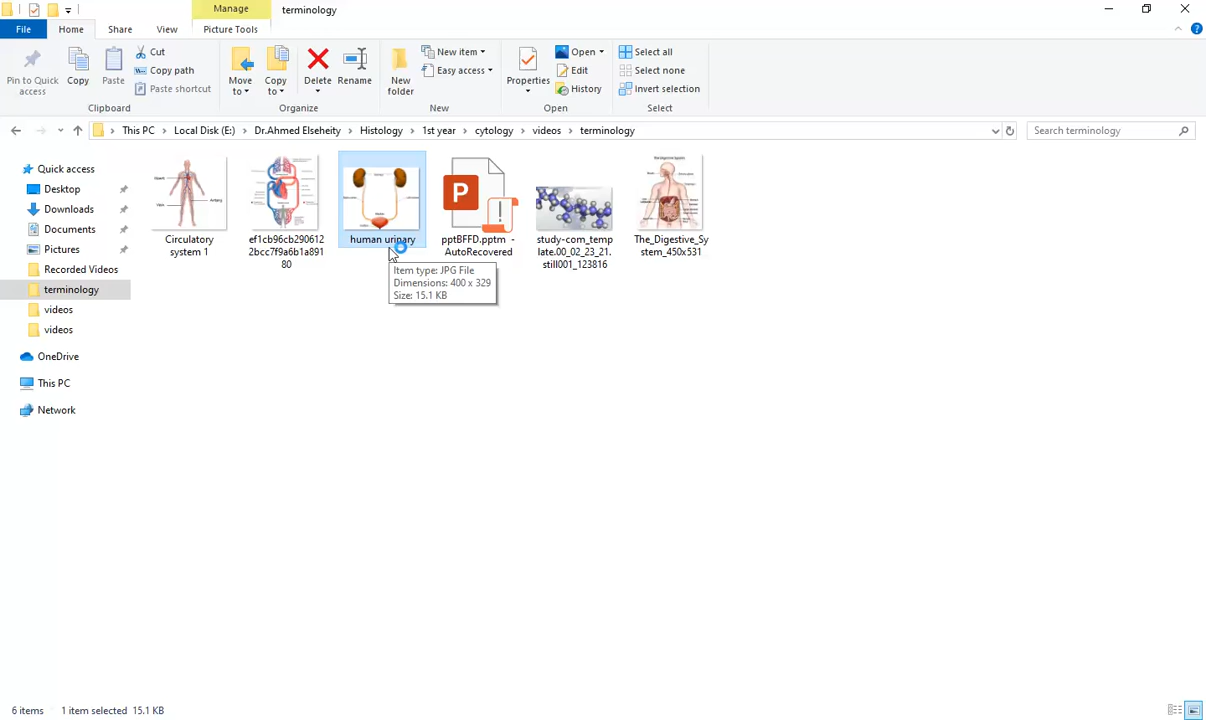 Manage
terminology
File
Home
Share
View
Picture Tools
Pin to Quick
access
Copy
Paste
Cut
Copy path
Paste shortcut
Clipboard
Move
to
Copy
to
Delete
Rename
Organize
New
folder
New item
Easy access
New
Properties
Open
Edit
History
Open
Select all
Select none
Invert selection
Select
This PC
Local Disk (E:)
Dr.Ahmed Elseheity
Histology
1st year
cytology
videos
terminology
Search terminology
Quick access
Desktop
Downloads
Documents
Pictures
Recorded Videos
terminology
videos
videos
OneDrive
This PC
Network
Circulatory
system 1
ef1cb96cb290612
2bcc7f9a6b1a891
80
human urinary
P
pptBFFD.pptm -
AutoRecovered
study-com_temp
late.00_02_23_21.
still001_123816
The Digestive System
The_Digestive_Sy
stem_450x531
Item type: JPG File
Dimensions: 400 x 329
Size: 15.1 KB
6 items
1 item selected 15.1 KB